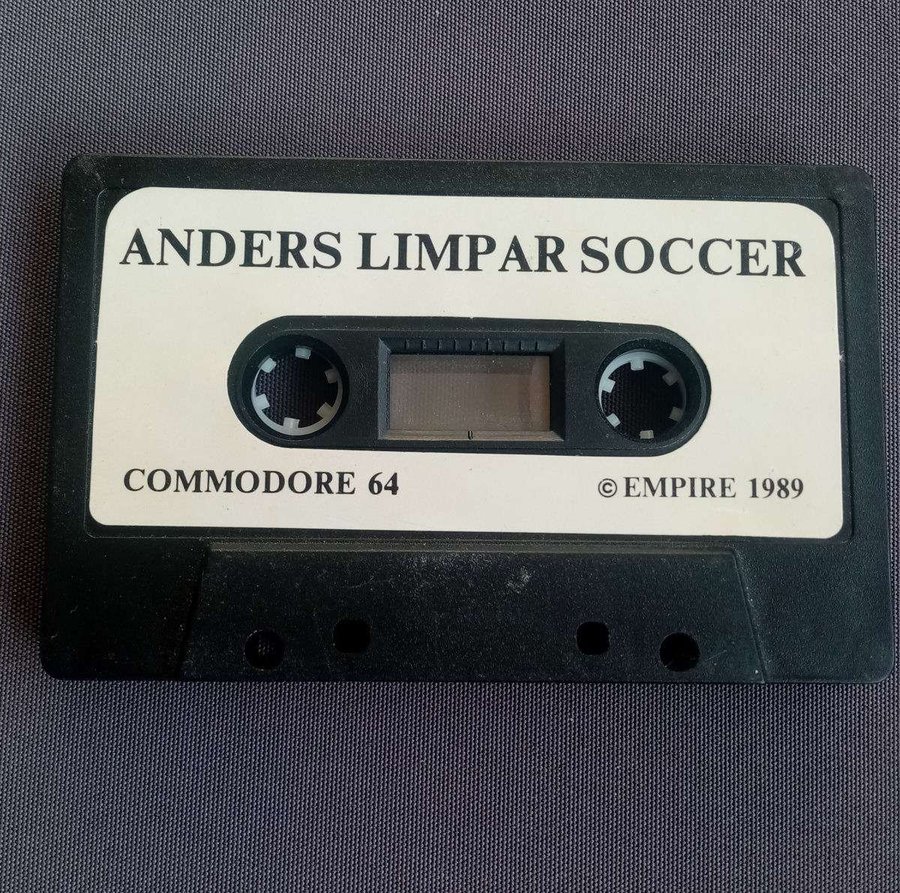 ANDERS LIMPAR SOCCER
COMMODORE 64
© EMPIRE 1989